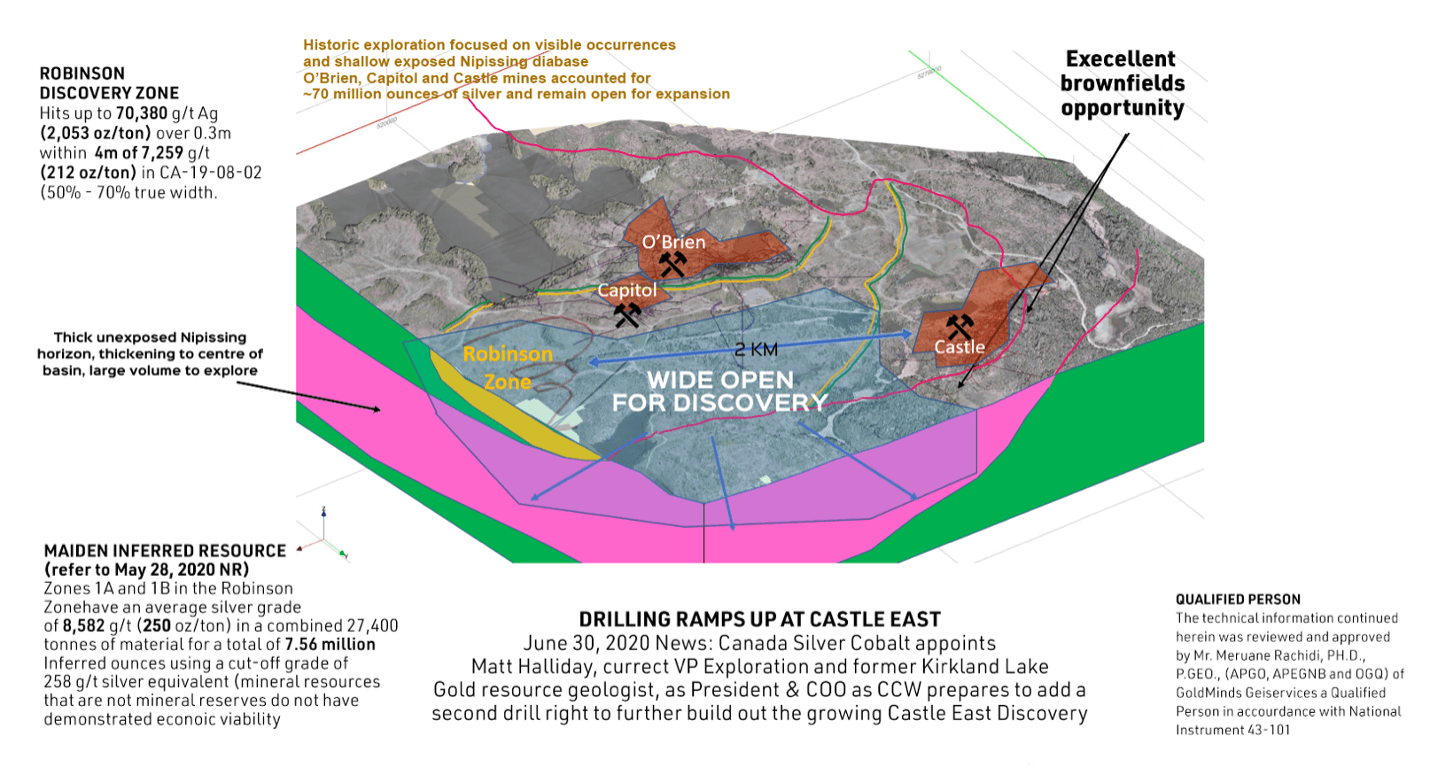 Historic exploration focused on visible occurrences
and shallow exposed Nipissing diabase
O'Brien, Capitol and Castle mines accounted for
~70 million ounces of silver and remain open for expansion
ROBINSON
DISCOVERY ZONE
Hits up to 70,380 g/t Ag
(2,053 oz/ton) over 0.3m
within 4m of 7,259 g/t
(212 oz/ton) in CA-19-08-02
(50% - 70% true width.
Execellent
brownfields
opportunity
O'Brien
Capitol
Castle
Robinson
Zone
2 KM
WIDE OPEN
FOR DISCOVERY
Thick unexposed Nipissing
horizon, thickening to centre of
basin, large volume to explore
MAIDEN INFERRED RESOURCE
(refer to May 28, 2020 NR)
Zones 1A and 1B in the Robinson
Zonehave an average silver grade
of 8,582 g/t (250 oz/ton) in a combined 27,400
tonnes of material for a total of 7.56 million
Inferred ounces using a cut-off grade of
258 g/t silver equivalent (mineral resources
that are not mineral reserves do not have
demonstrated econoic viability
DRILLING RAMPS UP AT CASTLE EAST
June 30, 2020 News: Canada Silver Cobalt appoints
Matt Halliday, currect VP Exploration and former Kirkland Lake
Gold resource geologist, as President & COO as CCW prepares to add a
second drill right to further build out the growing Castle East Discovery
QUALIFIED PERSON
The technical information continued
herein was reviewed and approved
by Mr. Meruane Rachidi, PH.D.,
P.GEO., (APGO, APEGNB and OGQ) of
GoldMinds Geiservices a Qualified
Person in accourdance with National
Instrument 43-101